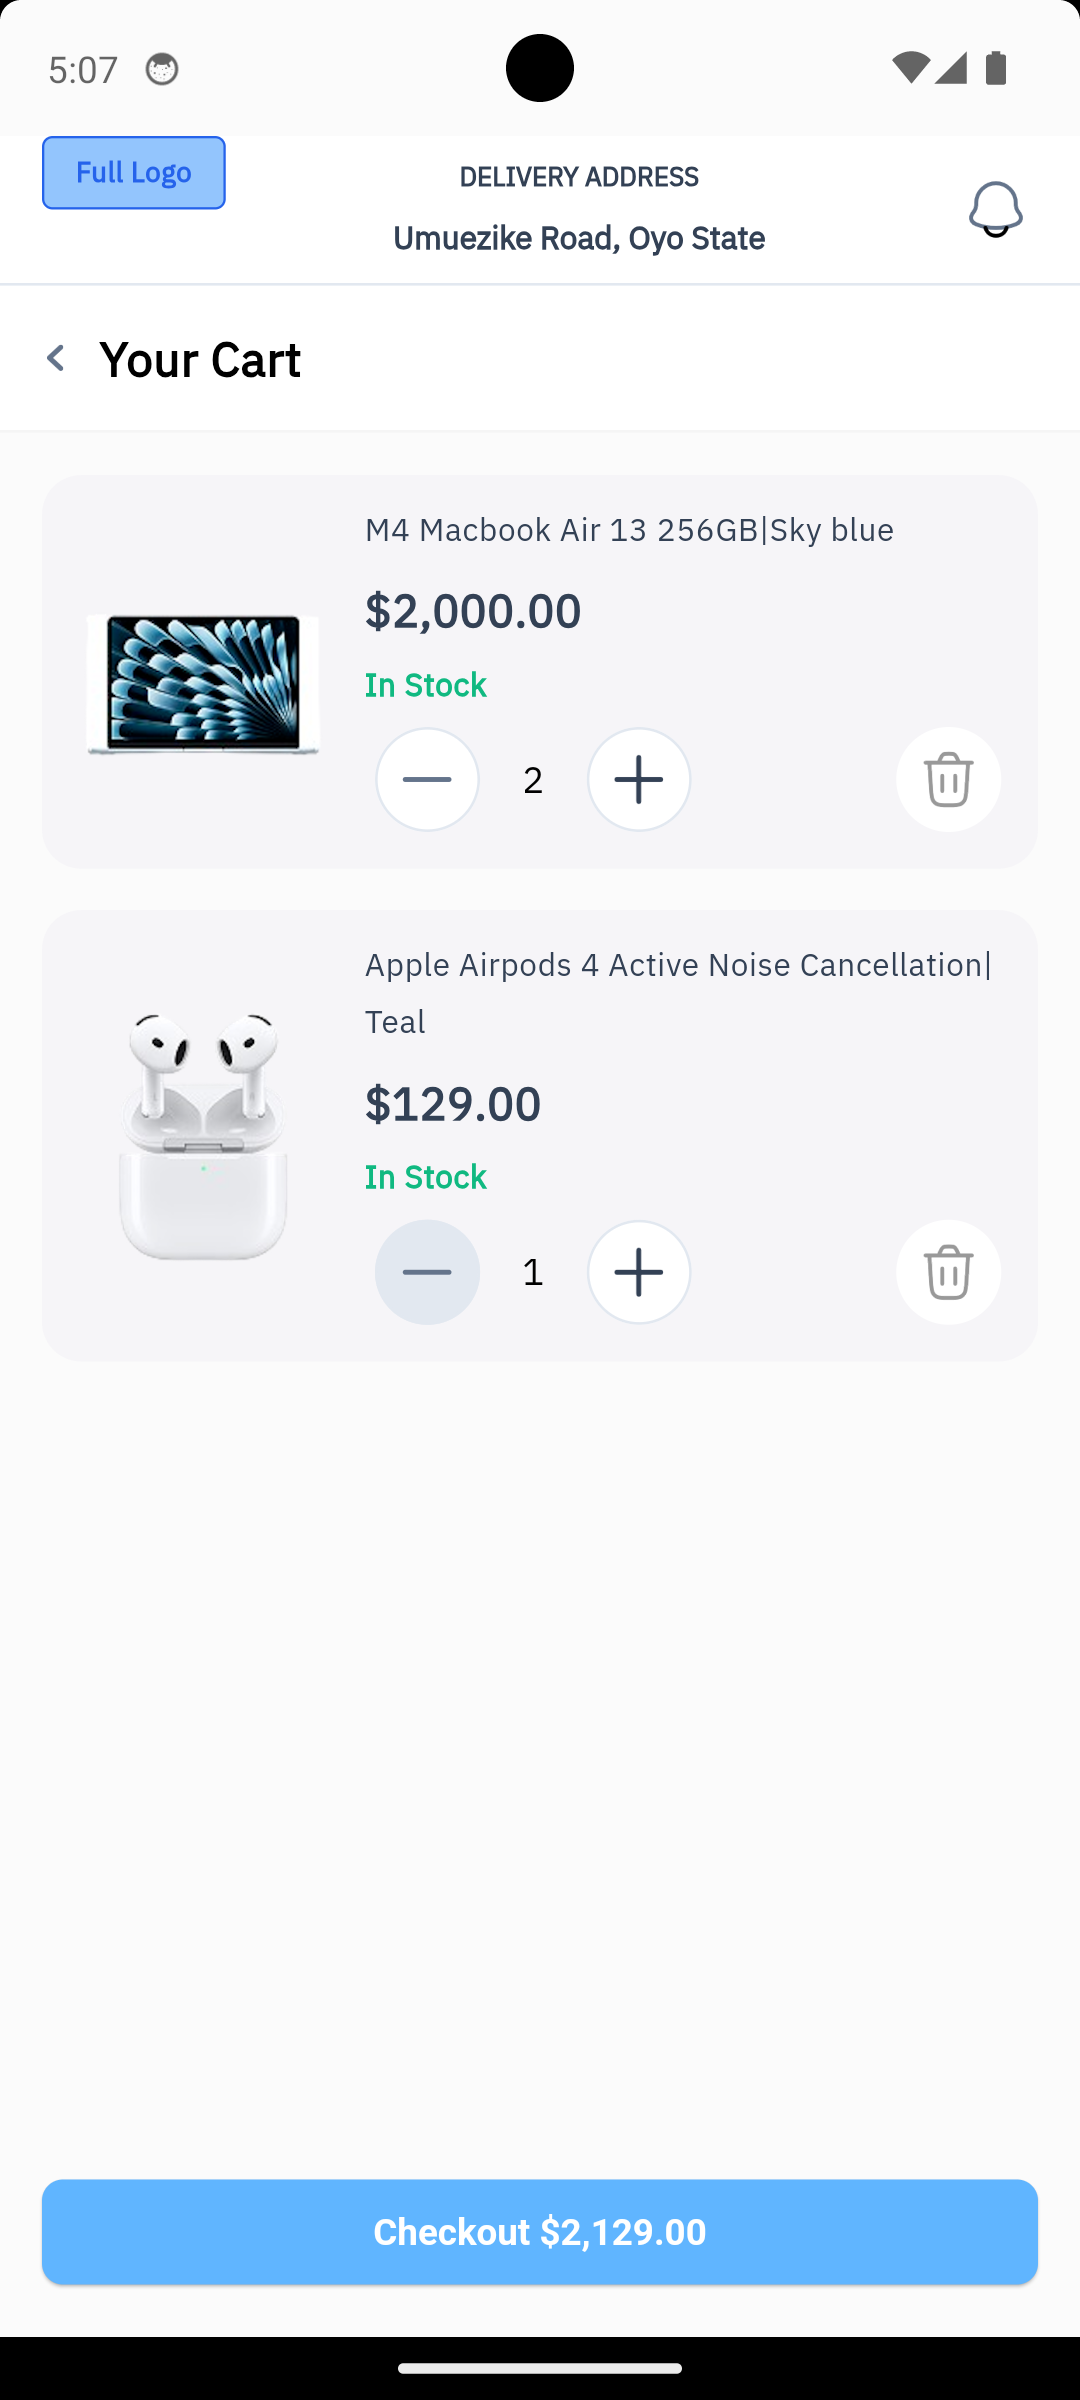 5:07
Full Logo
DELIVERY ADDRESS
Umuezike Road, Oyo State
Your Cart
M4 Macbook Air 13 256GB|Sky blue
$2,000.00
In Stock
2
Apple Airpods 4 Active Noise Cancellation|
Teal
$129.00
In Stock
1
Checkout $2,129.00